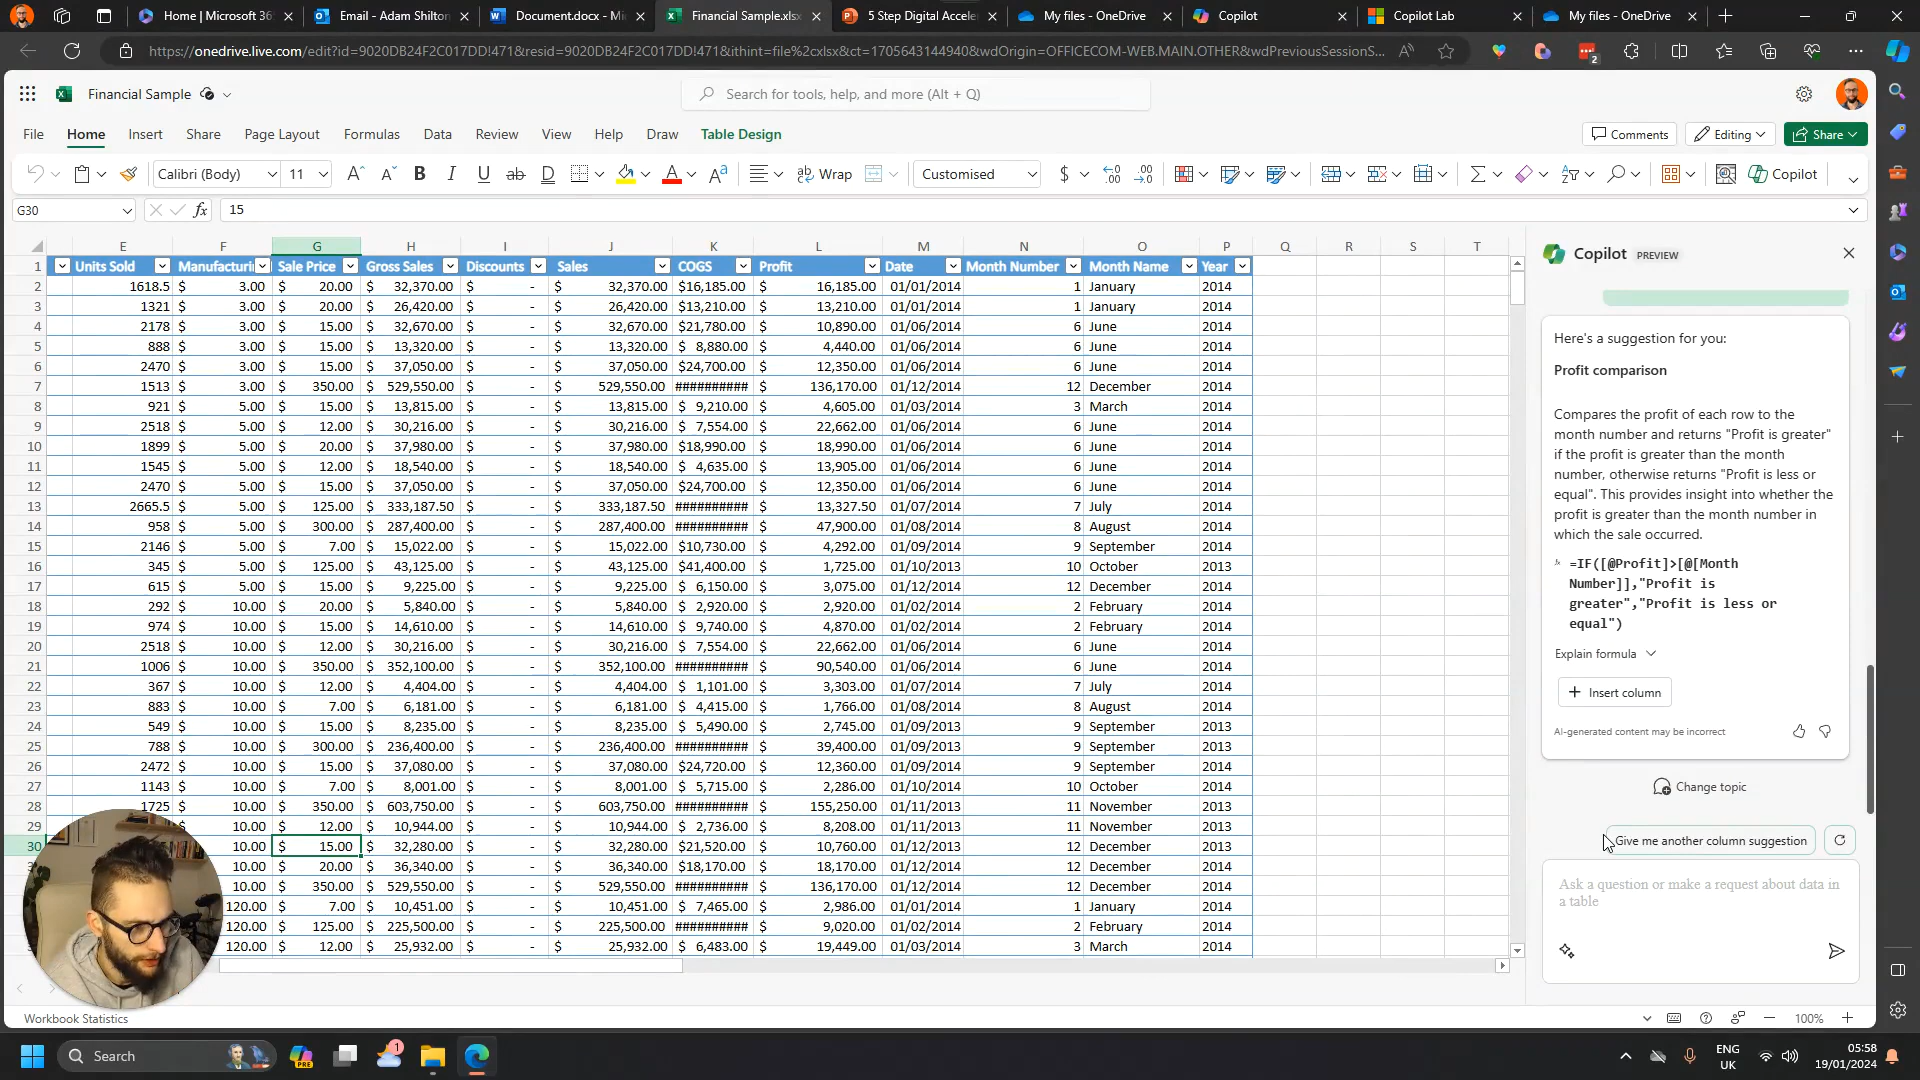 Home | Microsoft 36
Email - Adam Shilton
Document.docx - Mi
Financial Sample.xlsx
5 Step Digital Accele
My files - OneDrive
Copilot
Copilot Lab
My files - OneDrive
https://onedrive.live.com/edit?id=9020DB24F2C017DD!471&resid=9020DB24F2C017DD!471&ithint=file%2cxlsx&ct=1705643144940&wdOrigin=OFFICECOM-WEB.MAIN.OTHER&wdPreviousSessionS...
2
Financial Sample
Search for tools, help, and more (Alt + Q)
File Home Insert Share Page Layout Formulas Data Review View Help Draw Table Design
Comments Editing Share
Calibri (Body) 11 B I U ab D A Wrap Customised $ Copilot
G30 fx 15
E F G H I J K L M N O P Q R S T
1 Units Sold Manufacturin Sale Price Gross Sales Discounts Sales COGS Profit Date Month Number Month Name Year
2 1618.5 $ 3.00 $ 20.00 $ 32,370.00 $ - $ 32,370.00 $16,185.00 $ 16,185.00 01/01/2014 1 January 2014
3 1321 $ 3.00 $ 20.00 $ 26,420.00 $ - $ 26,420.00 $13,210.00 $ 13,210.00 01/01/2014 1 January 2014
4 2178 $ 3.00 $ 15.00 $ 32,670.00 $ - $ 32,670.00 $21,780.00 $ 10,890.00 01/06/2014 6 June 2014
5 888 $ 3.00 $ 15.00 $ 13,320.00 $ - $ 13,320.00 $ 8,880.00 $ 4,440.00 01/06/2014 6 June 2014
6 2470 $ 3.00 $ 15.00 $ 37,050.00 $ - $ 37,050.00 $24,700.00 $ 12,350.00 01/06/2014 6 June 2014
7 1513 $ 3.00 $ 350.00 $ 529,550.00 $ - $ 529,550.00 ########## $ 136,170.00 01/12/2014 12 December 2014
8 921 $ 5.00 $ 15.00 $ 13,815.00 $ - $ 13,815.00 $ 9,210.00 $ 4,605.00 01/03/2014 3 March 2014
9 2518 $ 5.00 $ 12.00 $ 30,216.00 $ - $ 30,216.00 $ 7,554.00 $ 22,662.00 01/06/2014 6 June 2014
10 1899 $ 5.00 $ 20.00 $ 37,980.00 $ - $ 37,980.00 $18,990.00 $ 18,990.00 01/06/2014 6 June 2014
11 1545 $ 5.00 $ 12.00 $ 18,540.00 $ - $ 18,540.00 $ 4,635.00 $ 13,905.00 01/06/2014 6 June 2014
12 2470 $ 5.00 $ 15.00 $ 37,050.00 $ - $ 37,050.00 $24,700.00 $ 12,350.00 01/06/2014 6 June 2014
13 2665.5 $ 5.00 $ 125.00 $ 333,187.50 $ - $ 333,187.50 ########## $ 13,327.50 01/07/2014 7 July 2014
14 958 $ 5.00 $ 300.00 $ 287,400.00 $ - $ 287,400.00 ########## $ 47,900.00 01/08/2014 8 August 2014
15 2146 $ 5.00 $ 7.00 $ 15,022.00 $ - $ 15,022.00 $10,730.00 $ 4,292.00 01/09/2014 9 September 2014
16 345 $ 5.00 $ 125.00 $ 43,125.00 $ - $ 43,125.00 $41,400.00 $ 1,725.00 01/10/2013 10 October 2013
17 615 $ 5.00 $ 15.00 $ 9,225.00 $ - $ 9,225.00 $ 6,150.00 $ 3,075.00 01/12/2014 12 December 2014
18 292 $ 10.00 $ 20.00 $ 5,840.00 $ - $ 5,840.00 $ 2,920.00 $ 2,920.00 01/02/2014 2 February 2014
19 974 $ 10.00 $ 15.00 $ 14,610.00 $ - $ 14,610.00 $ 9,740.00 $ 4,870.00 01/02/2014 2 February 2014
20 2518 $ 10.00 $ 12.00 $ 30,216.00 $ - $ 30,216.00 $ 7,554.00 $ 22,662.00 01/06/2014 6 June 2014
21 1006 $ 10.00 $ 350.00 $ 352,100.00 $ - $ 352,100.00 ########## $ 90,540.00 01/06/2014 6 June 2014
22 367 $ 10.00 $ 12.00 $ 4,404.00 $ - $ 4,404.00 $ 1,101.00 $ 3,303.00 01/07/2014 7 July 2014
23 883 $ 10.00 $ 7.00 $ 6,181.00 $ - $ 6,181.00 $ 4,415.00 $ 1,766.00 01/08/2014 8 August 2014
24 549 $ 10.00 $ 15.00 $ 8,235.00 $ - $ 8,235.00 $ 5,490.00 $ 2,745.00 01/09/2013 9 September 2013
25 788 $ 10.00 $ 300.00 $ 236,400.00 $ - $ 236,400.00 ########## $ 39,400.00 01/09/2013 9 September 2013
26 2472 $ 10.00 $ 15.00 $ 37,080.00 $ - $ 37,080.00 $24,720.00 $ 12,360.00 01/09/2014 9 September 2014
27 1143 $ 10.00 $ 7.00 $ 8,001.00 $ - $ 8,001.00 $ 5,715.00 $ 2,286.00 01/10/2014 10 October 2014
28 1725 $ 10.00 $ 350.00 $ 603,750.00 $ - $ 603,750.00 ########## $ 155,250.00 01/11/2013 11 November 2013
29 10.00 $ 12.00 $ 10,944.00 $ - $ 10,944.00 $ 2,736.00 $ 8,208.00 01/11/2013 11 November 2013
30 10.00 $ 15.00 $ 32,280.00 $ - $ 32,280.00 $21,520.00 $ 10,760.00 01/12/2013 12 December 2013
10.00 $ 20.00 $ 36,340.00 $ - $ 36,340.00 $18,170.00 $ 18,170.00 01/12/2014 12 December 2014
10.00 $ 350.00 $ 529,550.00 $ - $ 529,550.00 ########## $ 136,170.00 01/12/2014 12 December 2014
120.00 $ 7.00 $ 10,451.00 $ - $ 10,451.00 $ 7,465.00 $ 2,986.00 01/01/2014 1 January 2014
120.00 $ 125.00 $ 225,500.00 $ - $ 225,500.00 ########## $ 9,020.00 01/02/2014 2 February 2014
120.00 $ 12.00 $ 25,932.00 $ - $ 25,932.00 $ 6,483.00 $ 19,449.00 01/03/2014 3 March 2014
Copilot PREVIEW
Here's a suggestion for you:
Profit comparison
Compares the profit of each row to the
month number and returns "Profit is greater"
if the profit is greater than the month
number, otherwise returns "Profit is less or
equal". This provides insight into whether the
profit is greater than the month number in
which the sale occurred.
=IF([@Profit]>[@[Month
Number]],"Profit is
greater","Profit is less or
equal")
Explain formula
+ Insert column
AI-generated content may be incorrect
Change topic
Give me another column suggestion
Ask a question or make a request about data in
a table
Workbook Statistics
100%
Search
PRE
1
ENG
UK
05:58
19/01/2024